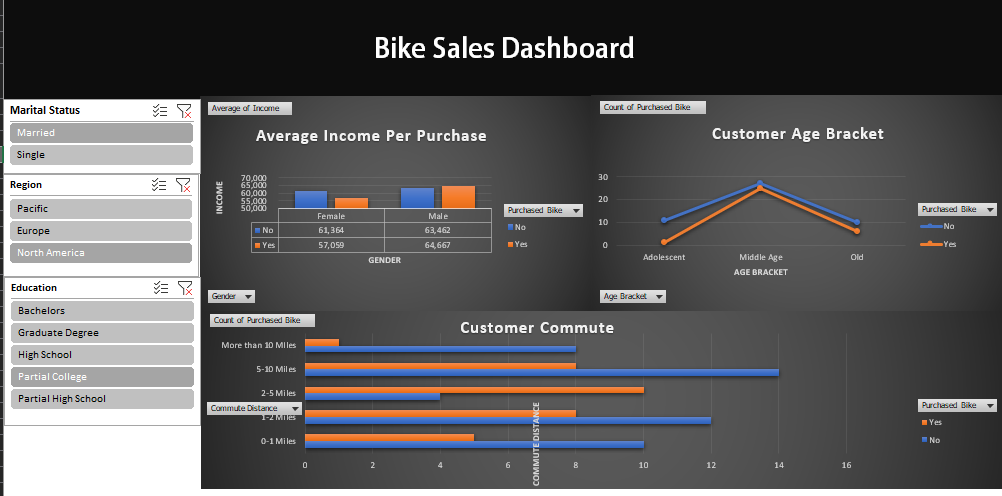 Bike Sales Dashboard
Marital Status
Married
Single
Region
Pacific
Europe
North America
Education
Bachelors
Graduate Degree
High School
Partial College
Partial High School
Average of Income
Average Income Per Purchase
INCOME
70,000
65,000
60,000
55,000
50,000
Female Male
No 61,364 63,462
Yes 57,059 64,667
GENDER
Purchased Bike
No
Yes
Gender
Count of Purchased Bike
Customer Age Bracket
30
20
10
0
Adolescent Middle Age Old
AGE BRACKET
Purchased Bike
No
Yes
Age Bracket
Count of Purchased Bike
Customer Commute
More than 10 Miles
5-10 Miles
2-5 Miles
Commute Distance
1-2 Miles
0-1 Miles
COMMUTE DISTANCE
0 2 4 6 8 10 12 14 16
Purchased Bike
Yes
No